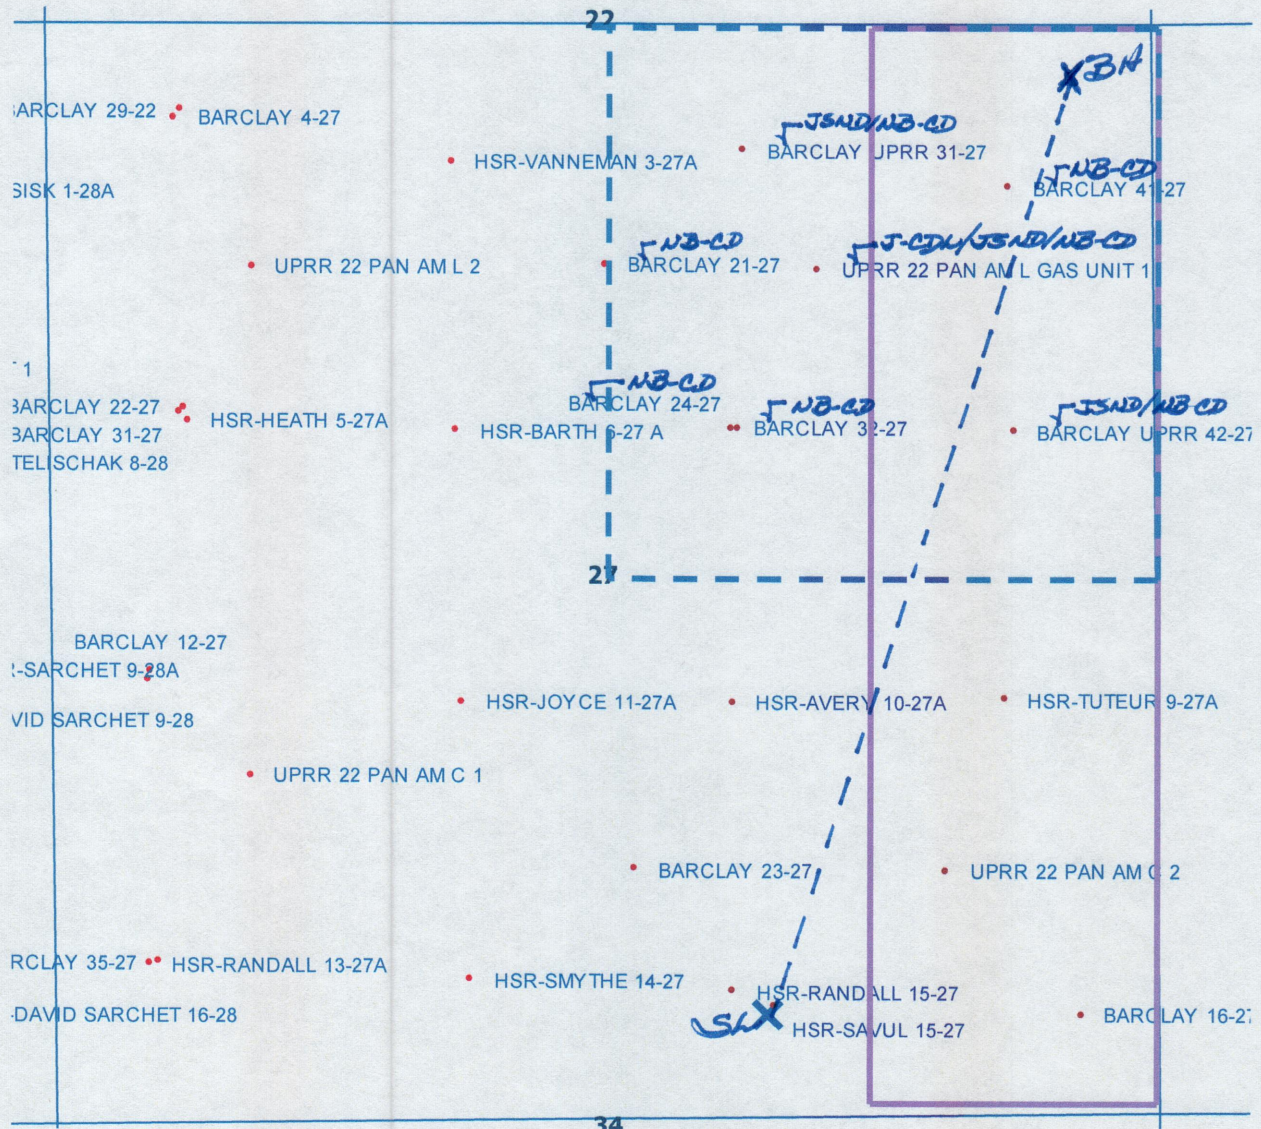 22
BH
JSND/NB-CD
BARCLAY 29-22
BARCLAY 4-27
BARCLAY UPRR 31-27
HSR-VANNEMAN 3-27A
NB-CD
SISK 1-28A
BARCLAY 41-27
NB-CD
J-CDL/JSND/NB-CD
UPRR 22 PAN AM L 2
BARCLAY 21-27
UPRR 22 PAN AM L GAS UNIT 1
1
NB-CD
BARCLAY 22-27
BARCLAY 24-27
NB-CD
JSND/NB-CD
HSR-HEATH 5-27A
HSR-BARTH 6-27 A
BARCLAY 32-27
BARCLAY UPRR 42-27
BARCLAY 31-27
TELISCHAK 8-28
27
BARCLAY 12-27
R-SARCHET 9-28A
HSR-JOYCE 11-27A
HSR-AVERY 10-27A
HSR-TUTEUR 9-27A
VID SARCHET 9-28
UPRR 22 PAN AM C 1
BARCLAY 23-27
UPRR 22 PAN AM C 2
RCLAY 35-27
HSR-RANDALL 13-27A
HSR-SMYTHE 14-27
HSR-RANDALL 15-27
DAVID SARCHET 16-28
SL
HSR-SAVUL 15-27
BARCLAY 16-27
34